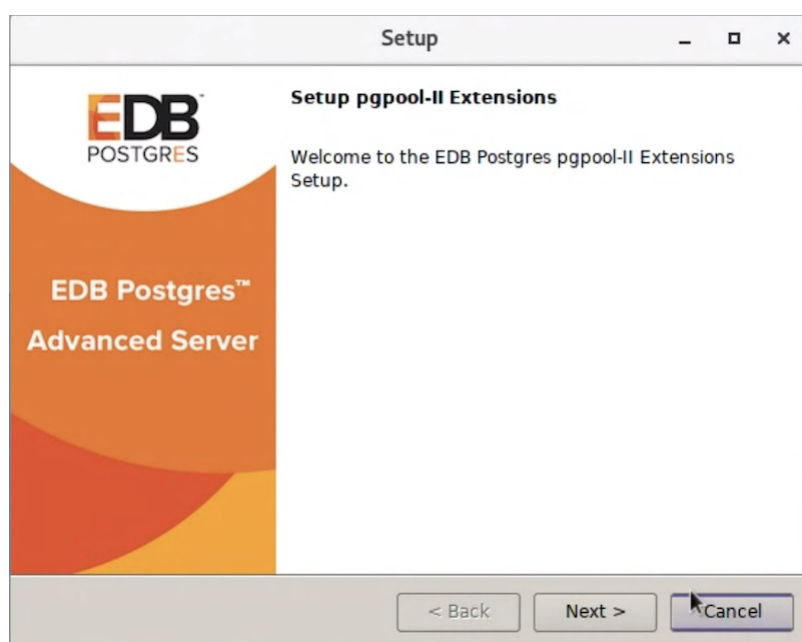 Setup
EDB
POSTGRES
Setup pgpool-II Extensions
Welcome to the EDB Postgres pgpool-II Extensions
Setup.
EDB Postgres™
Advanced Server
< Back
Next >
Cancel